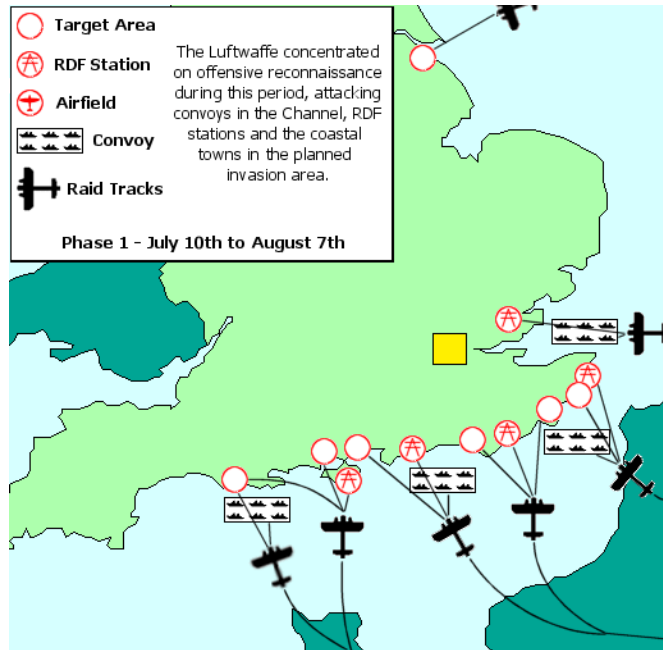 Target Area
RDF Station
Airfield
Convoy
Raid Tracks
The Luftwaffe concentrated
on offensive reconnaissance
during this period, attacking
convoys in the Channel, RDF
stations and the coastal
towns in the planned
invasion area.
Phase 1 - July 10th to August 7th